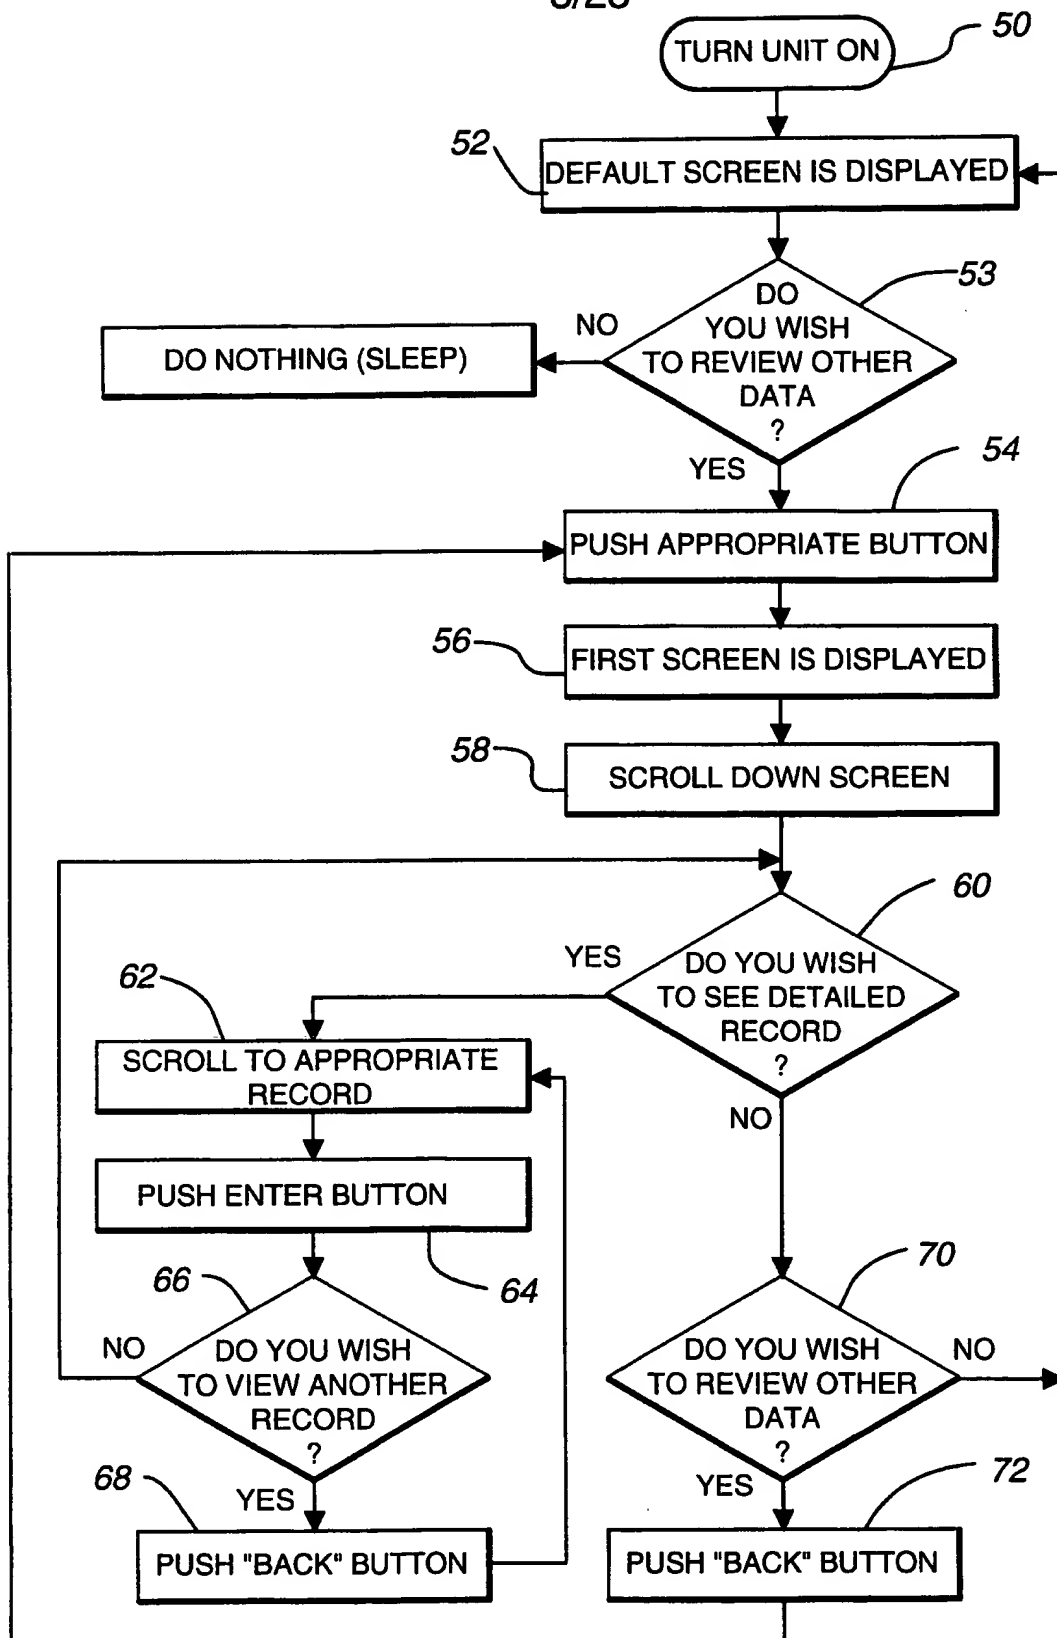 TURN UNIT ON
50
52
DEFAULT SCREEN IS DISPLAYED
53
DO
YOU WISH
TO REVIEW OTHER
DATA
?
NO
DO NOTHING (SLEEP)
YES
54
PUSH APPROPRIATE BUTTON
56
FIRST SCREEN IS DISPLAYED
58
SCROLL DOWN SCREEN
60
DO YOU WISH
TO SEE DETAILED
RECORD
?
YES
62
SCROLL TO APPROPRIATE
RECORD
NO
PUSH ENTER BUTTON
64
66
DO YOU WISH
TO VIEW ANOTHER
RECORD
?
NO
70
DO YOU WISH
TO REVIEW OTHER
DATA
?
NO
68
YES
PUSH "BACK" BUTTON
YES
72
PUSH "BACK" BUTTON